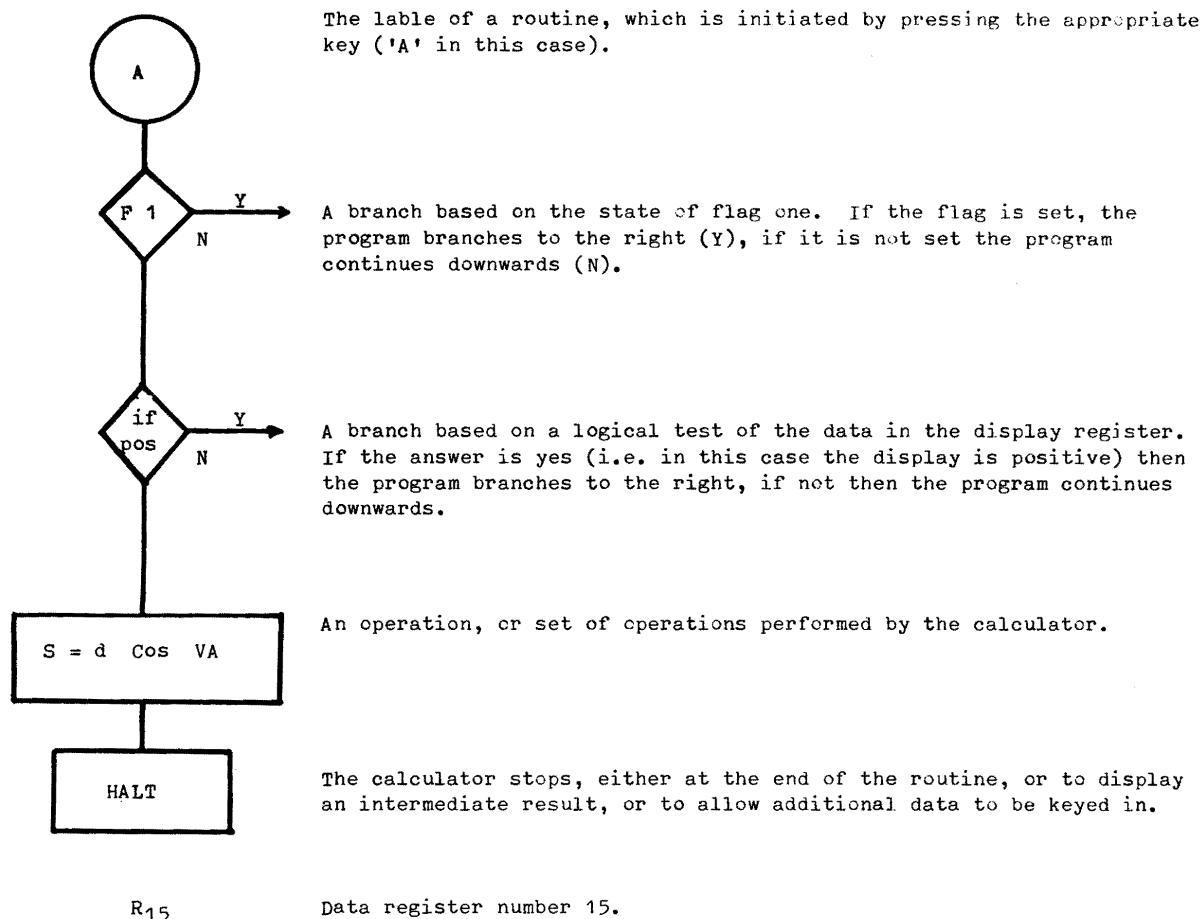 The lable of a routine, which is initiated by pressing the appropriate
key ('A' in this case).
A
F 1
Y
N
A branch based on the state of flag one. If the flag is set, the
program branches to the right (Y), if it is not set the program
continues downwards (N).
if
pos
Y
N
A branch based on a logical test of the data in the display register.
If the answer is yes (i.e. in this case the display is positive) then
the program branches to the right, if not then the program continues
downwards.
S = d Cos VA
An operation, or set of operations performed by the calculator.
HALT
The calculator stops, either at the end of the routine, or to display
an intermediate result, or to allow additional data to be keyed in.
R15 Data register number 15.